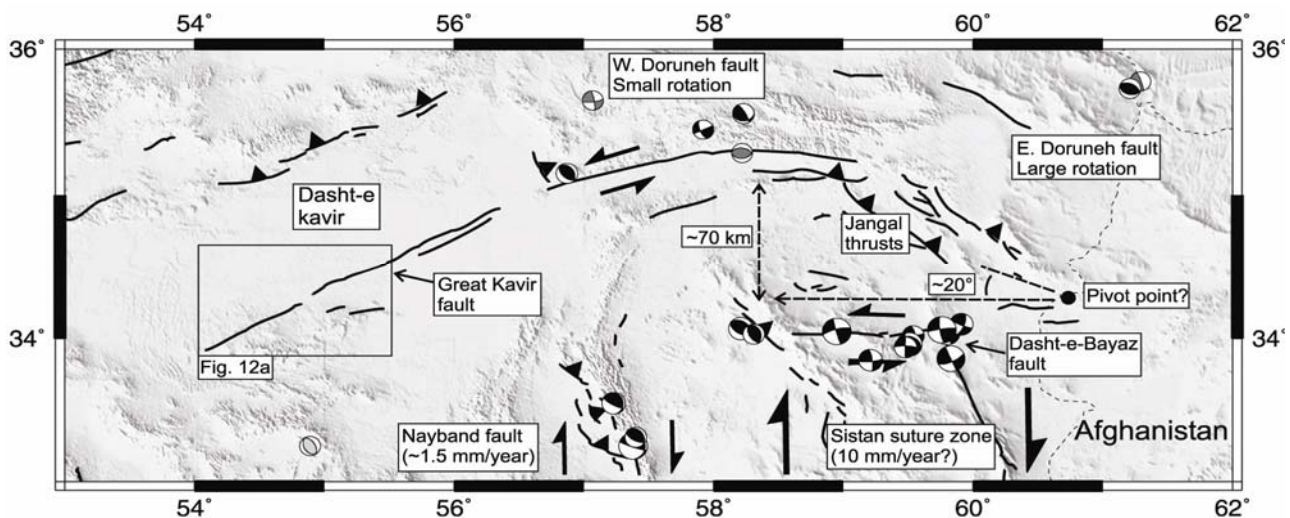 54˚ 56˚ 58˚ 60˚ 62˚
36˚ 36˚
W. Doruneh fault
Small rotation
E. Doruneh fault
Large rotation
Dasht-e
kavir
Jangal
thrusts
~70 km
~20°
Great Kavir
fault
Pivot point?
34˚ 34˚
Dasht-e-Bayaz
fault
Fig. 12a
Nayband fault
(~1.5 mm/year)
Sistan suture zone
(10 mm/year?)
Afghanistan
54˚ 56˚ 58˚ 60˚ 62˚